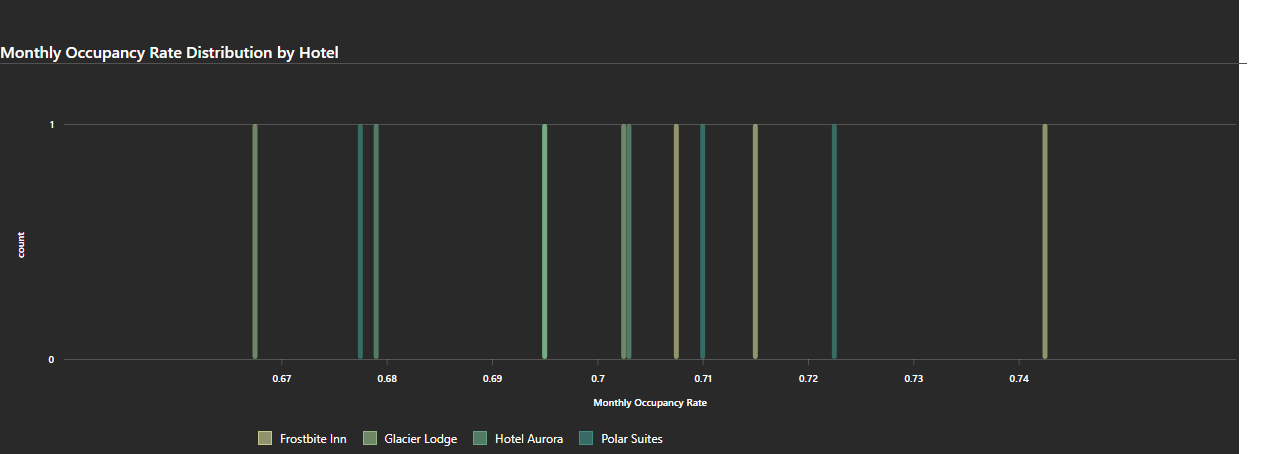 Monthly Occupancy Rate Distribution by Hotel
1
count
0
0.67 0.68 0.69 0.7 0.71 0.72 0.73 0.74
Monthly Occupancy Rate
Frostbite Inn Glacier Lodge Hotel Aurora Polar Suites